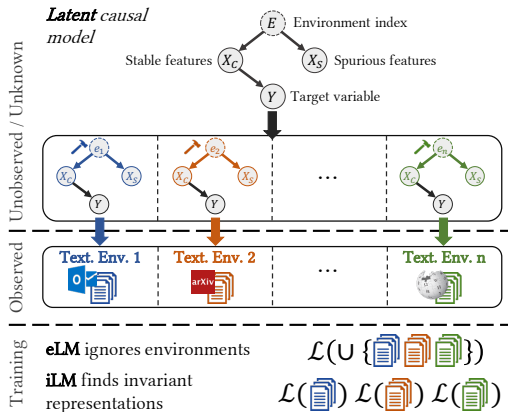 Latent causal
model
E Environment index
Stable features X_C X_S Spurious features
Y Target variable
Unobserved / Unknown
e_1 e_2 e_n
X_C X_S X_C X_S ... X_C X_S
Y Y Y
Observed
Text. Env. 1 Text. Env. 2 ... Text. Env. n
O arXiv W
Training
eLM ignores environments ℒ(∪ { })
iLM finds invariant
representations ℒ( ) ℒ( ) ℒ( )